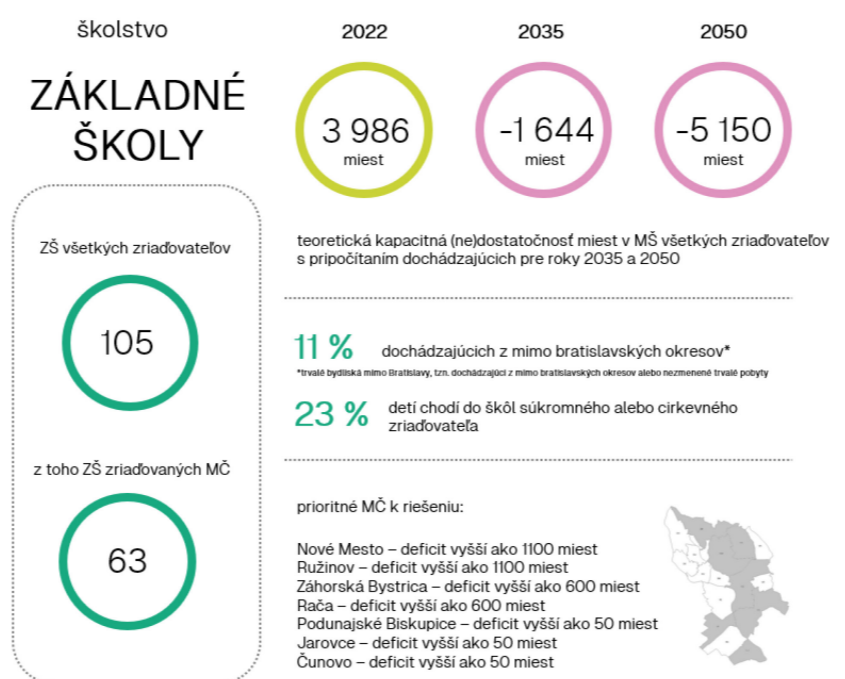 školstvo
ZÁKLADNÉ
ŠKOLY
ZŠ všetkých zriaďovateľov
105
z toho ZŠ zriaďovaných MČ
63
2022
2035
2050
3 986
miest
-1 644
miest
-5 150
miest
teoretická kapacitná (ne)dostatočnosť miest v MŠ všetkých zriaďovateľov
s pripočítaním dochádzajúcich pre roky 2035 a 2050
11 % dochádzajúcich z mimo bratislavských okresov*
*trvalé bydliská mimo Bratislavy, tzn. dochádzajúci z mimo bratislavských okresov alebo nezmenené trvalé pobyty
23 % detí chodí do škôl súkromného alebo cirkevného
zriaďovateľa
prioritné MČ k riešeniu:
Nové Mesto – deficit vyšší ako 1100 miest
Ružinov – deficit vyšší ako 1100 miest
Záhorská Bystrica – deficit vyšší ako 600 miest
Rača – deficit vyšší ako 600 miest
Podunajské Biskupice – deficit vyšší ako 50 miest
Jarovce – deficit vyšší ako 50 miest
Čunovo – deficit vyšší ako 50 miest